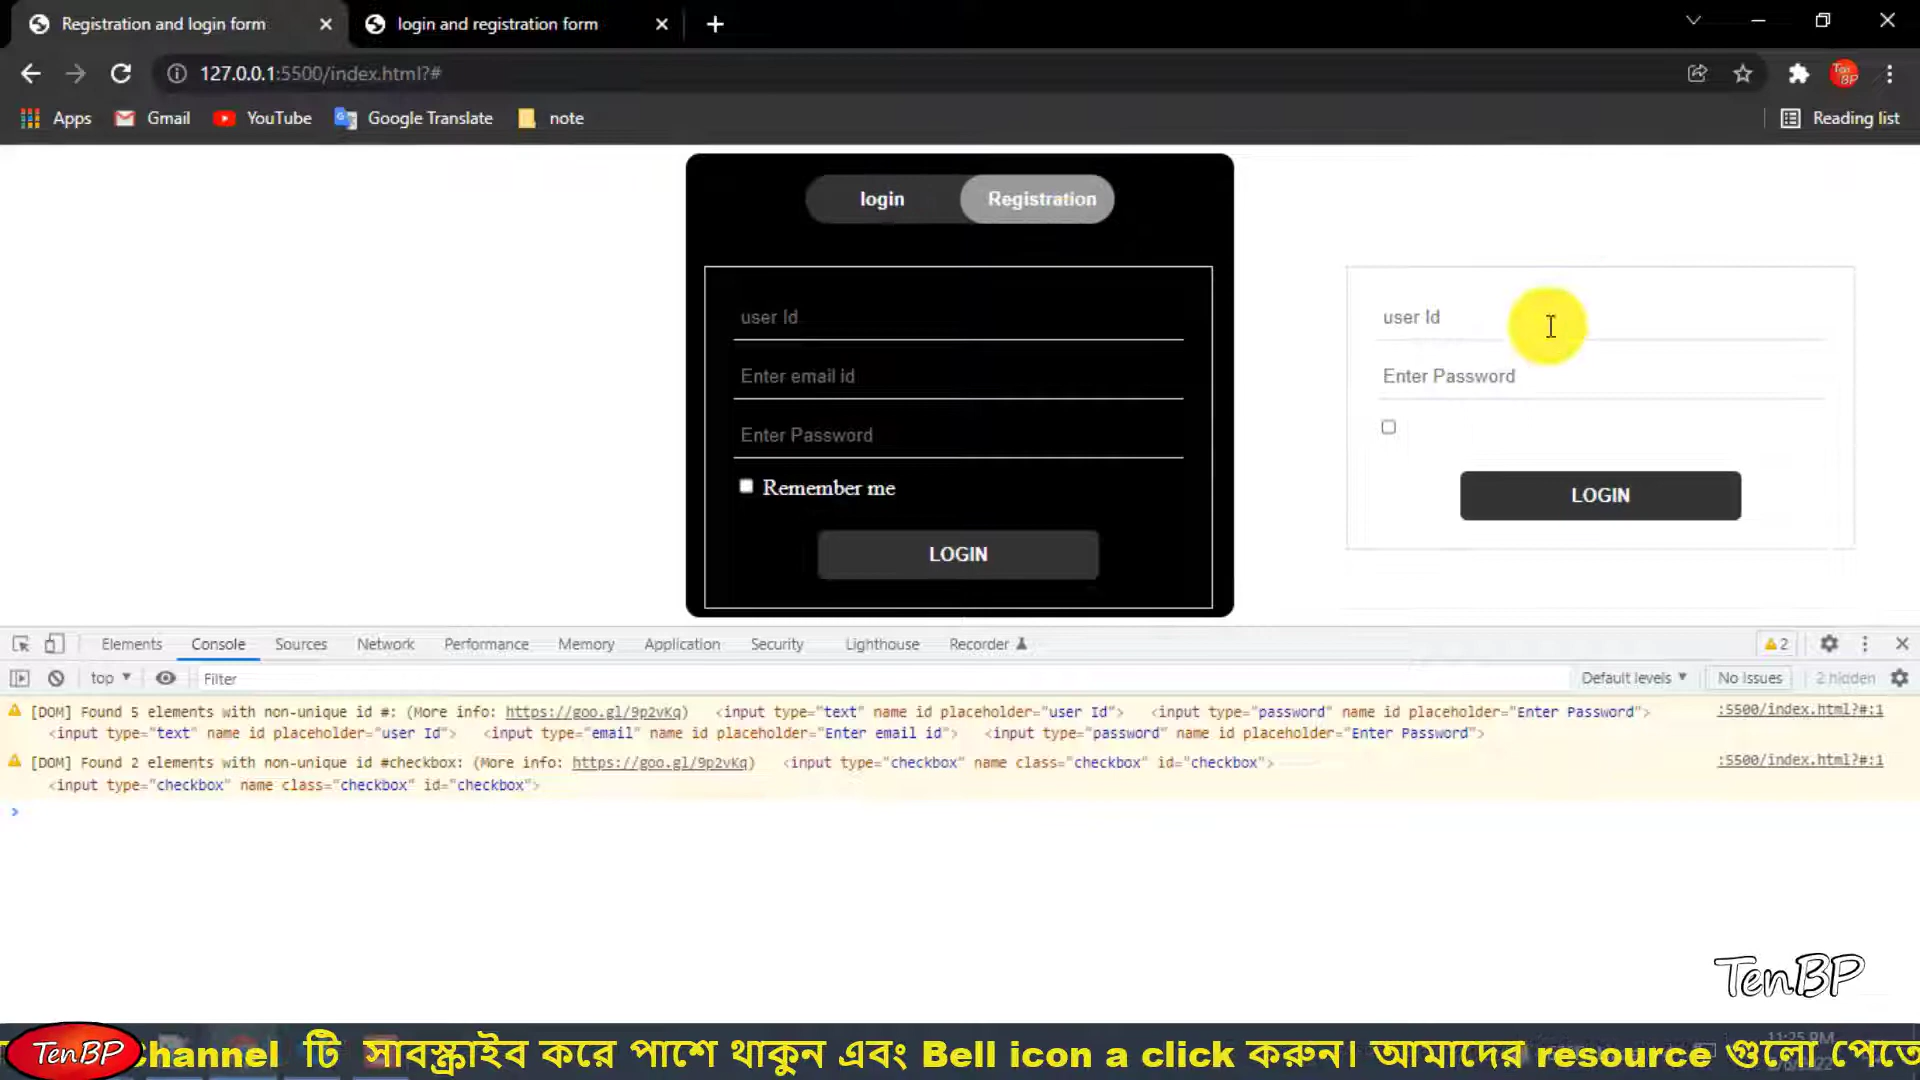 Registration and login form
login and registration form
127.0.0.1:5500/index.html?#
Apps Gmail YouTube Google Translate note Reading list
login Registration
user Id
Enter email id
Enter Password
Remember me
LOGIN
user Id
Enter Password
LOGIN
Elements Console Sources Network Performance Memory Application Security Lighthouse Recorder 2
top Filter Default levels No Issues 2 hidden
[DOM] Found 5 elements with non-unique id #: (More info: https://goo.gl/9p2vKq) <input type="text" name id placeholder="user Id"> <input type="password" name id placeholder="Enter Password"> :5500/index.html?#:1
<input type="text" name id placeholder="user Id"> <input type="email" name id placeholder="Enter email id"> <input type="password" name id placeholder="Enter Password">
[DOM] Found 2 elements with non-unique id #checkbox: (More info: https://goo.gl/9p2vKq) <input type="checkbox" name class="checkbox" id="checkbox"> :5500/index.html?#:1
<input type="checkbox" name class="checkbox" id="checkbox">
TenBP
TenBP hannel টি সাবস্ক্রাইব করে পাশে থাকুন এবং Bell icon a click করুন। আমাদের resource গুলো পেতে